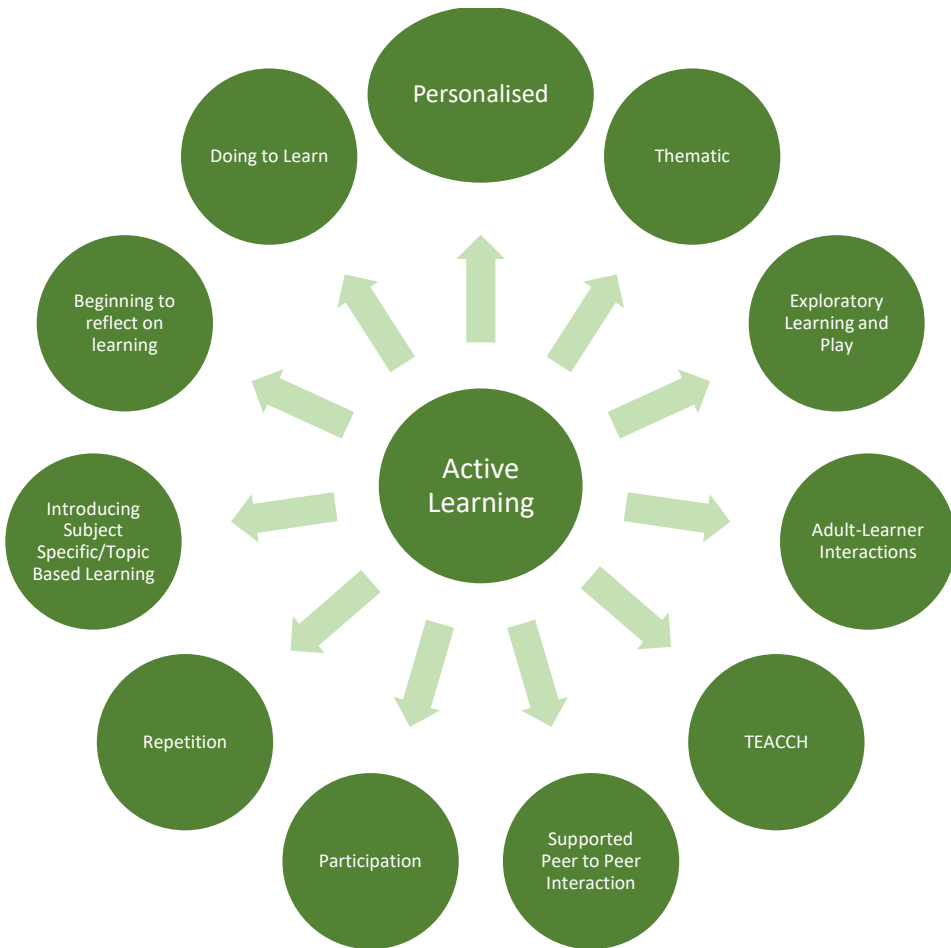 Personalised
Thematic
Exploratory
Learning and
Play
Adult-Learner
Interactions
TEACCH
Supported
Peer to Peer
Interaction
Participation
Repetition
Introducing
Subject
Specific/Topic
Based Learning
Beginning to
reflect on
learning
Doing to Learn
Active
Learning